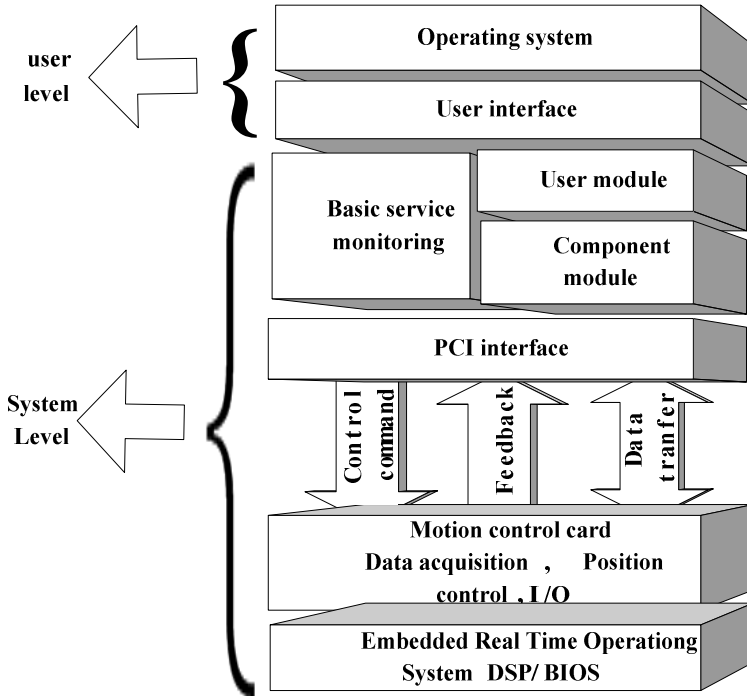 Operating system
user
level
User interface
User module
Basic service
monitoring
Component
module
PCI interface
System
Level
Control
command
Feedback
Data
tranfer
Motion control card
Data acquisition , Position
control , I/O
Embedded Real Time Operationg
System DSP/ BIOS